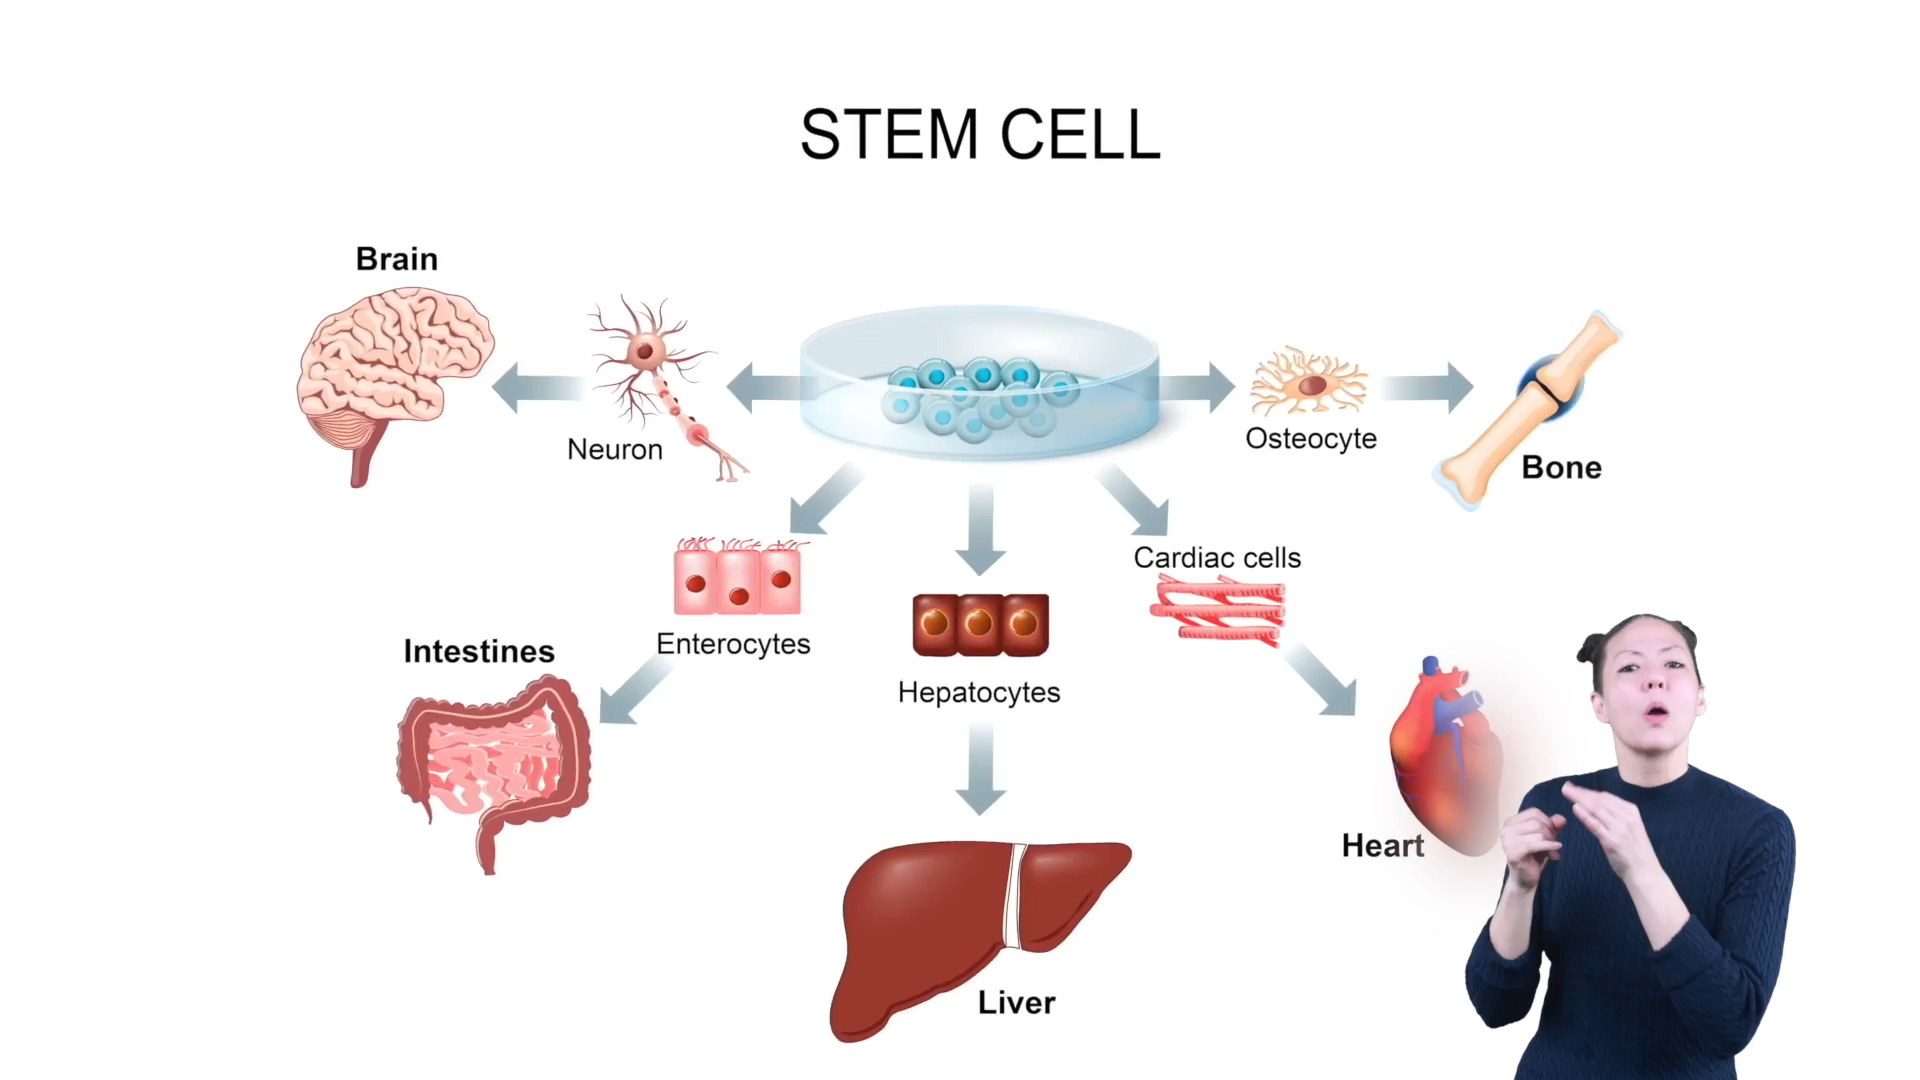 STEM CELL
Brain
Neuron
Osteocyte
Bone
Cardiac cells
Enterocytes
Intestines
Hepatocytes
Heart
Liver